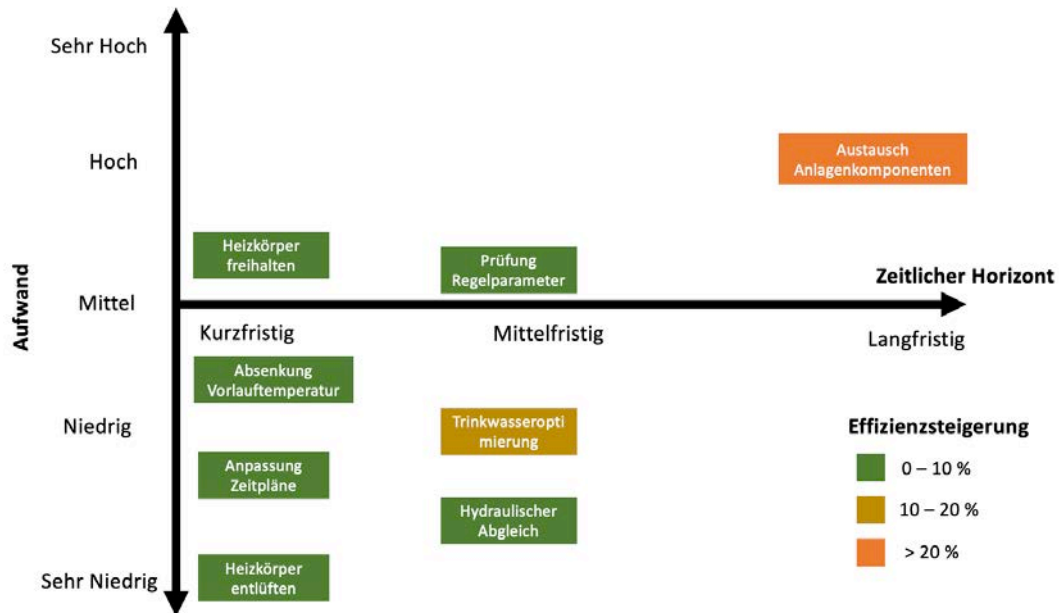 Sehr Hoch
Hoch
Austausch
Anlagenkomponenten
Heizkörper
freihalten
Prüfung
Regelparameter
Zeitlicher Horizont
Aufwand
Mittel
Kurzfristig
Mittelfristig
Langfristig
Absenkung
Vorlauftemperatur
Niedrig
Trinkwasseropti
mierung
Effizienzsteigerung
0 – 10 %
10 – 20 %
> 20 %
Anpassung
Zeitpläne
Hydraulischer
Abgleich
Sehr Niedrig
Heizkörper
entlüften